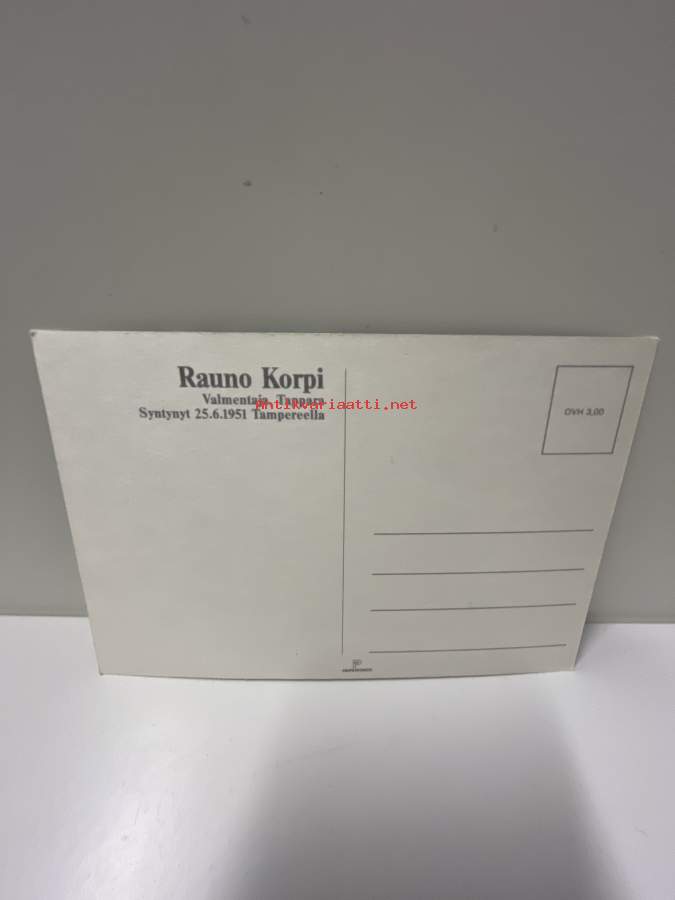 Rauno Korpi
Valmentaja, Tappara
Antikvariaatti.net
Syntynyt 25.6.1951 Tampereella
OVH 3,00